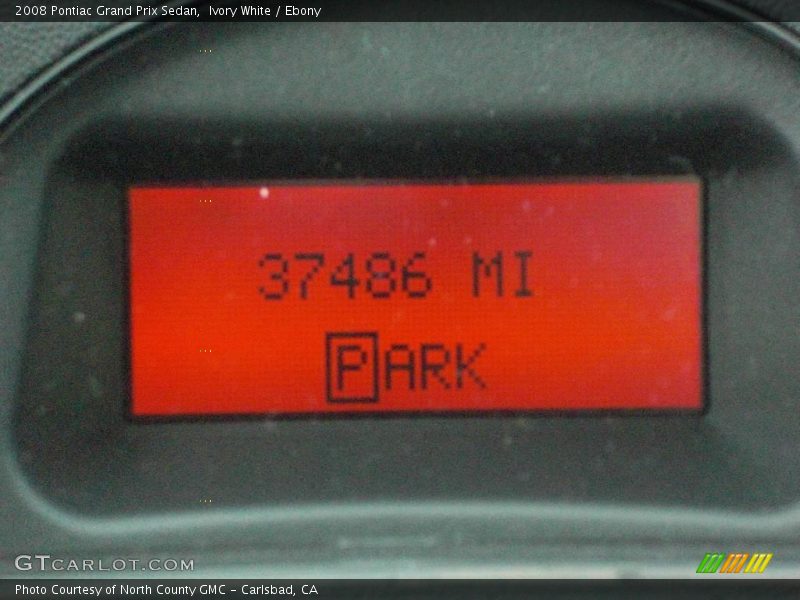 2008 Pontiac Grand Prix Sedan,  Ivory White / Ebony
37486 MI
PARK
GTCARLOT.COM
Photo Courtesy of North County GMC - Carlsbad, CA